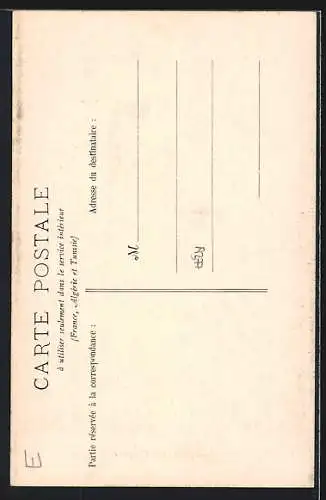 CARTE POSTALE
à utiliser seulement dans le service intérieur
(France, Algérie et Tunisie)
Partie réservée à la correspondance :
Adresse du destinataire :
M
E